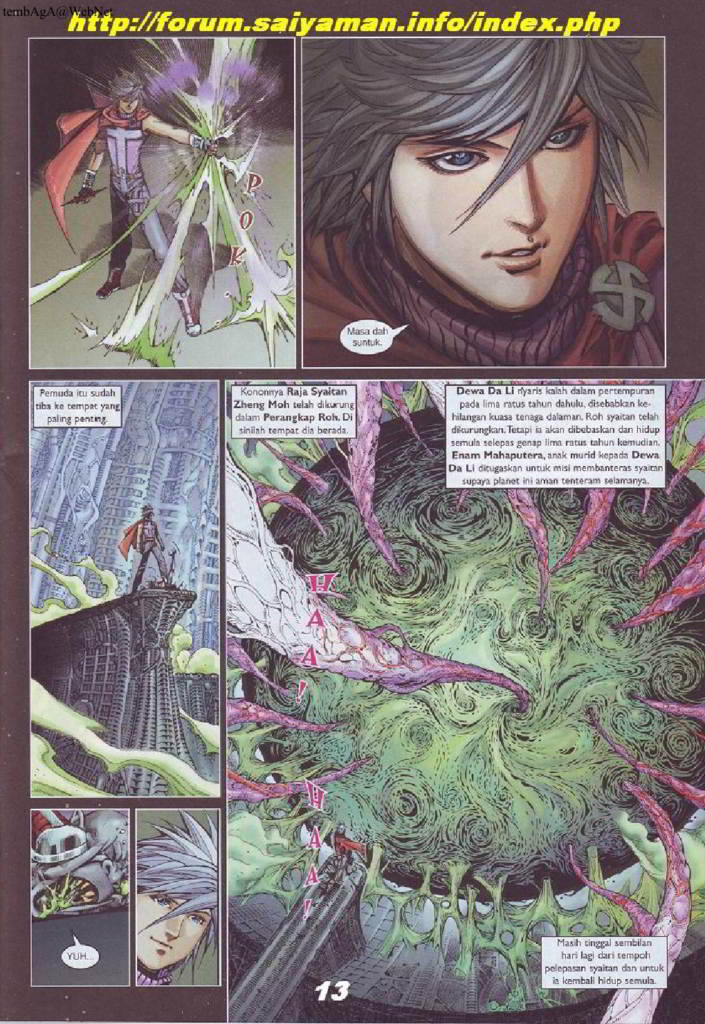 tembAgA@WebNet
http://forum.saiyaman.info/index.php
POK
Masa dah
suntuk.
Pemuda itu sudah
tiba ke tempat yang
paling penting.
Kononnya Raja Syaitan
Zheng Moh telah dikurung
dalam Perangkap Roh. Di
sinilah tempat dia berada.
Dewa Da Li nyaris kalah dalam pertempuran
pada lima ratus tahun dahulu, disebabkan ke-
hilangan kuasa tenaga dalaman. Roh syaitan telah
dikurungkan. Tetapi ia akan dibebaskan dan hidup
semula selepas genap lima ratus tahun kemudian.
Enam Mahaputera, anak murid kepada Dewa
Da Li ditugaskan untuk misi membanteras syaitan
supaya planet ini aman tenteram selamanya.
HAA!
HAAA!
YUH...
Masih tinggal sembilan
hari lagi dari tempoh
pelepasan syaitan dan untuk
ia kembali hidup semula.
13